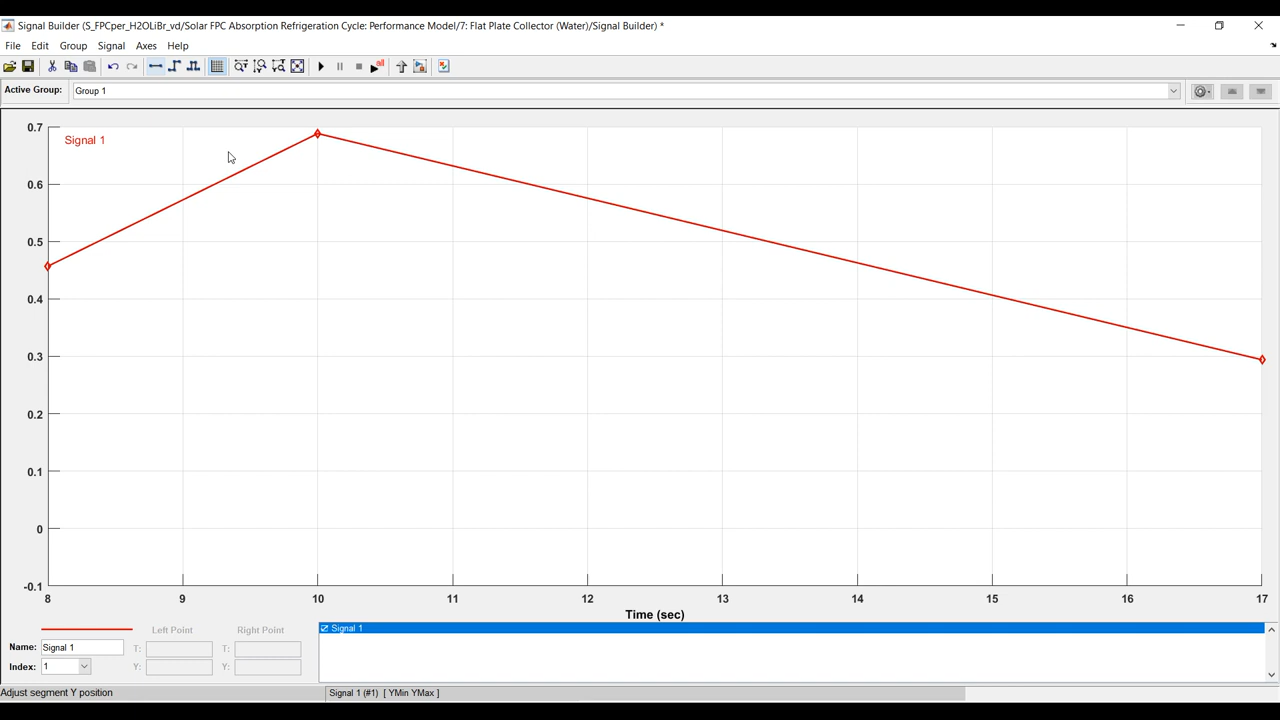 Signal Builder (S_FPCper_H2OLiBr_vd/Solar FPC Absorption Refrigeration Cycle: Performance Model/7: Flat Plate Collector (Water)/Signal Builder) *
File Edit Group Signal Axes Help
all
Active Group: Group 1
0.7
Signal 1
0.6
0.5
0.4
0.3
0.2
0.1
0
-0.1
8 9 10 11 12 13 14 15 16 17
Time (sec)
Left Point Right Point
Signal 1
Name: Signal 1 T: T:
Index: 1 Y: Y:
Adjust segment Y position
Signal 1 (#1) [ YMin YMax ]